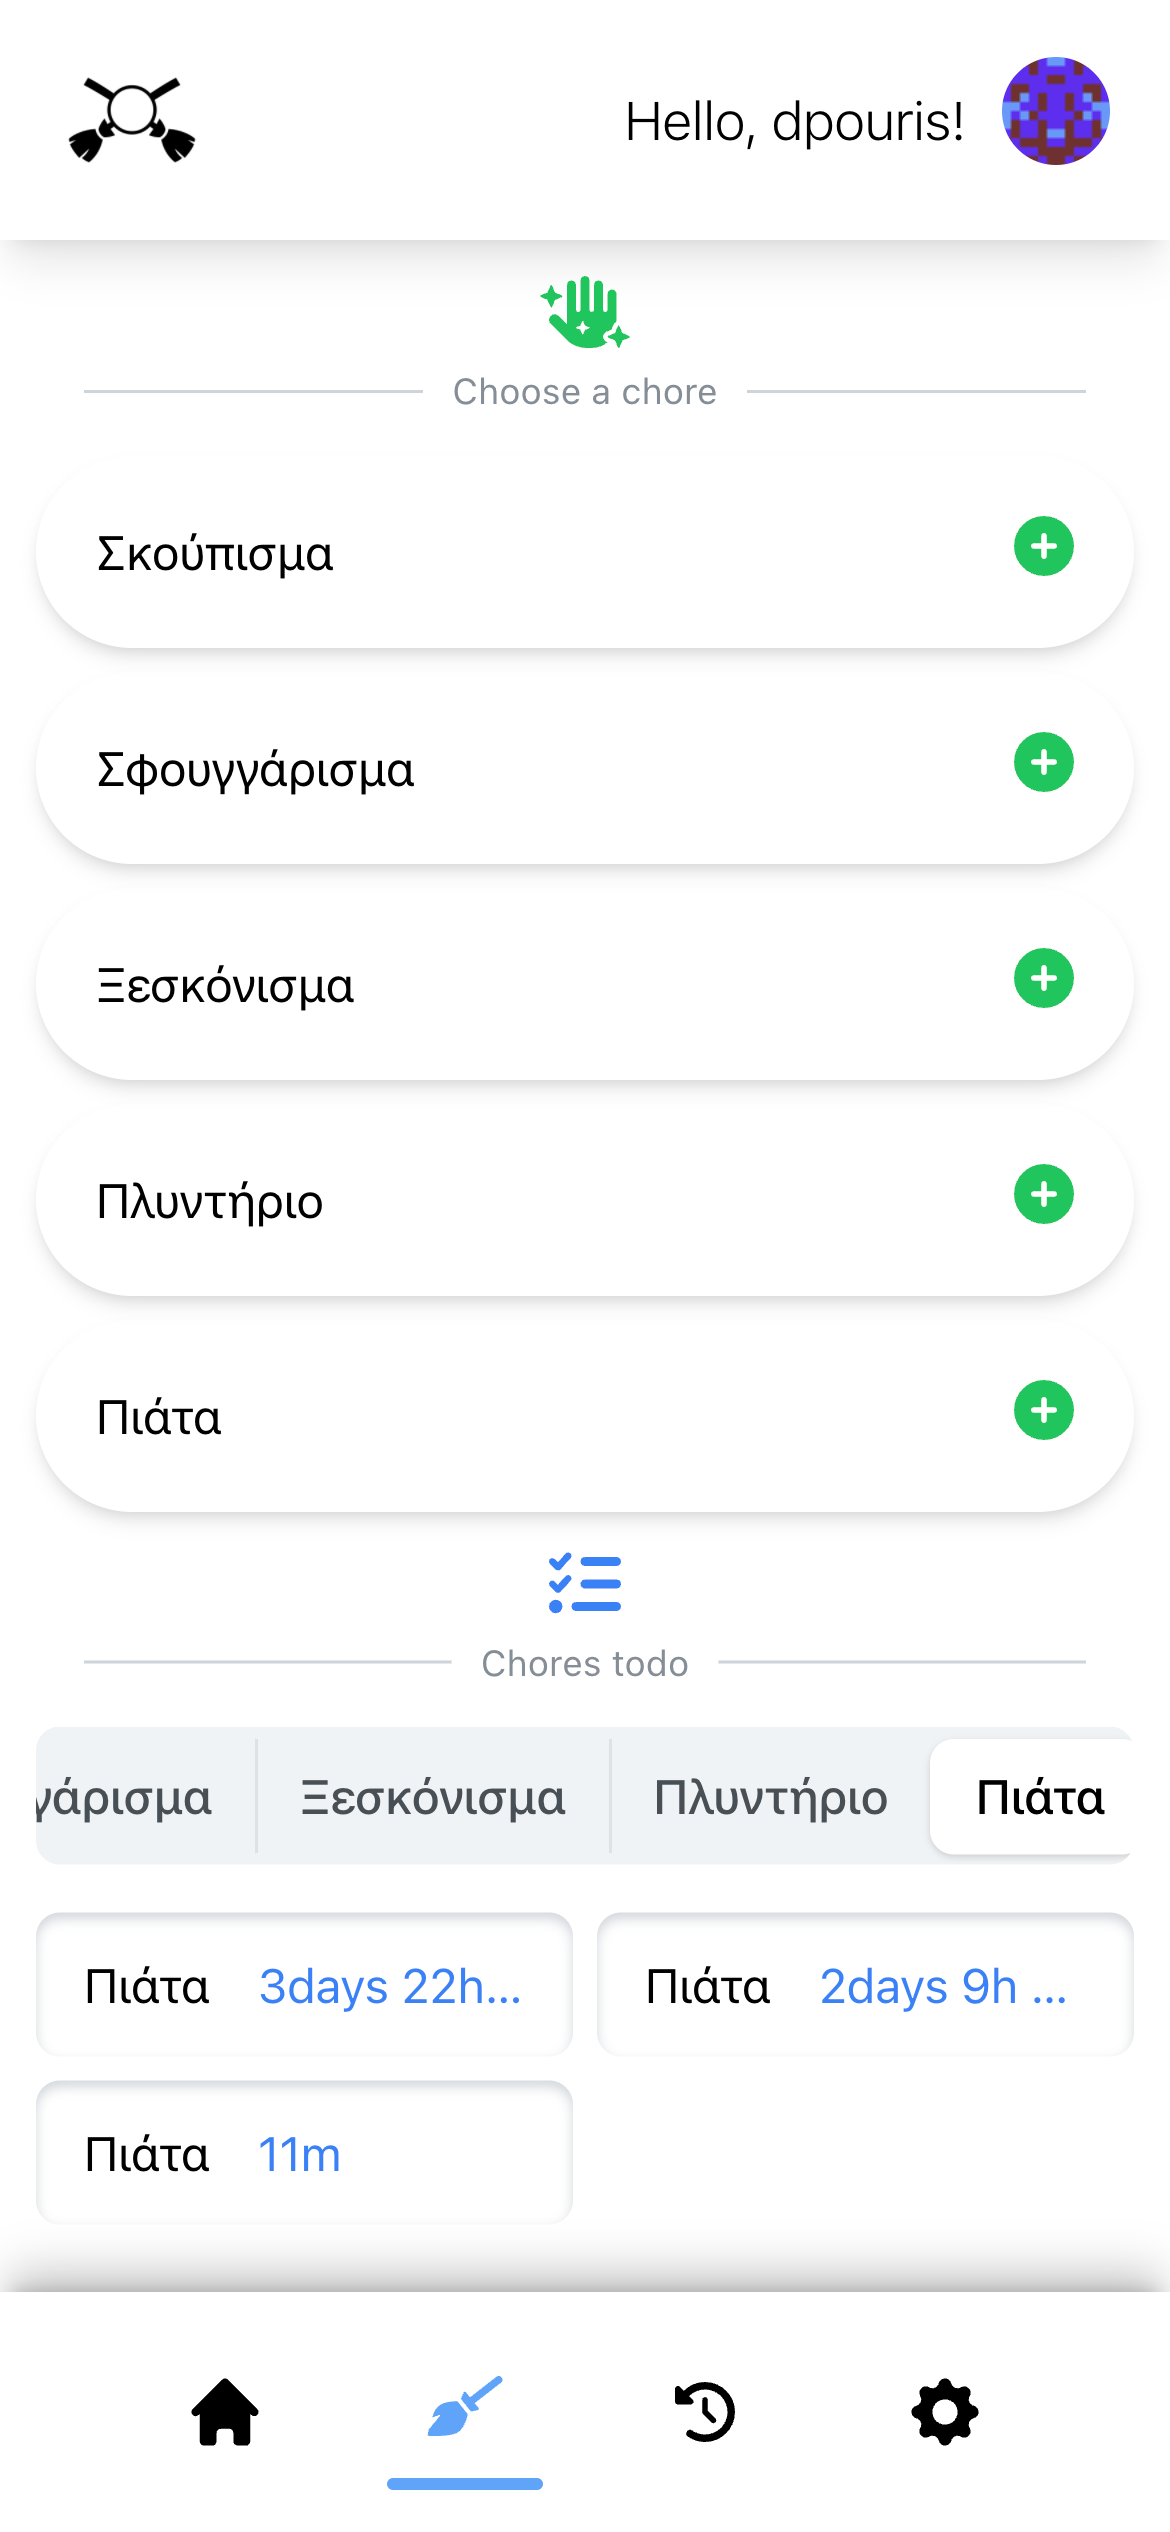 Hello, dpouris!
Choose a chore
Σκούπισμα
Σφουγγάρισμα
Ξεσκόνισμα
Πλυντήριο
Πιάτα
Chores todo
γάρισμα Ξεσκόνισμα Πλυντήριο Πιάτα
Πιάτα 3days 22h... Πιάτα 2days 9h ...
Πιάτα 11m